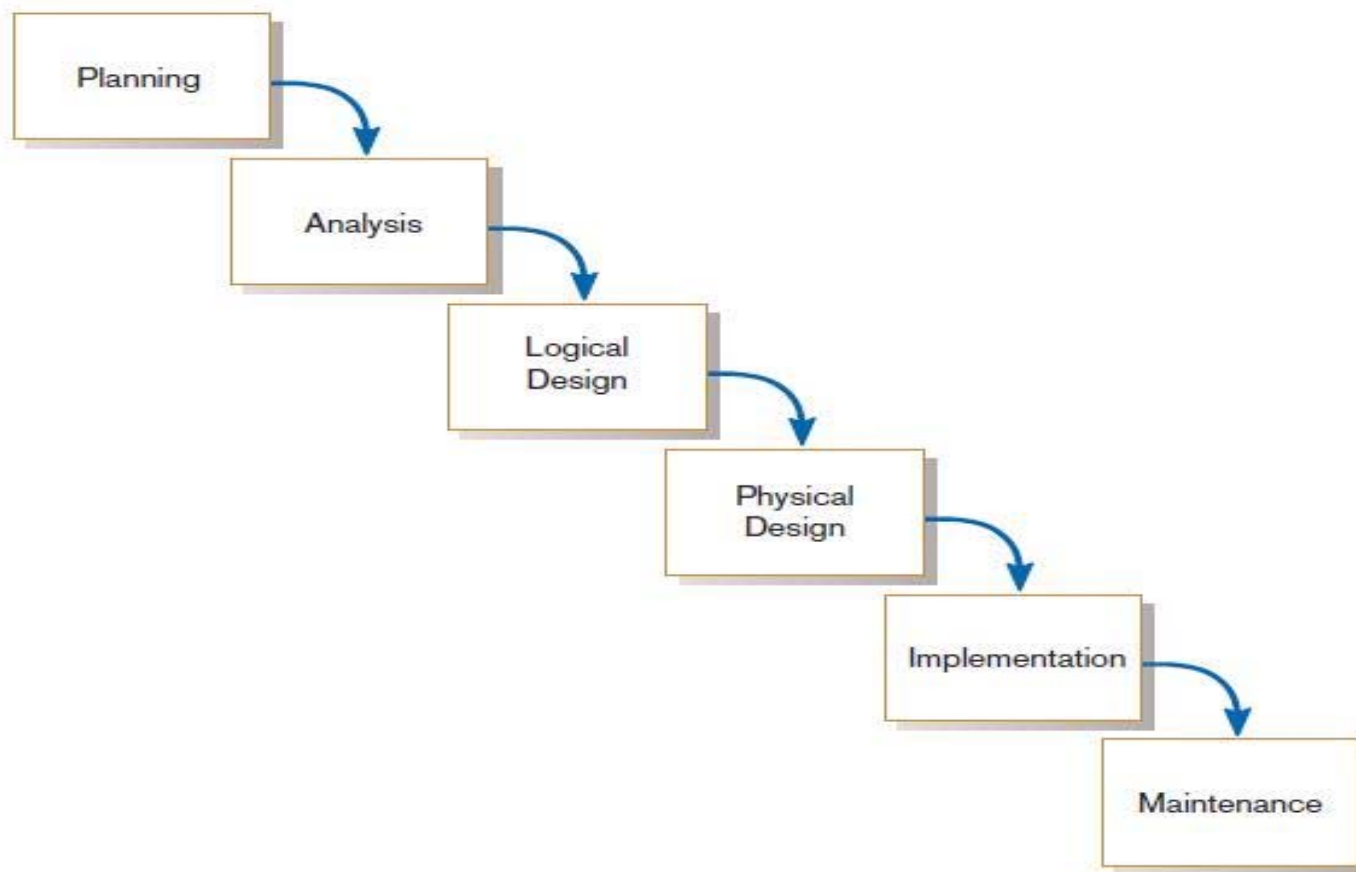 Planning
Analysis
Logical
Design
Physical
Design
Implementation
Maintenance